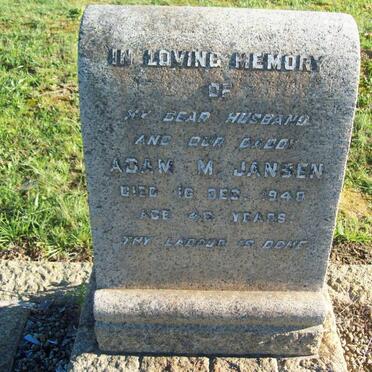 IN LOVING MEMORY
OF
MY DEAR HUSBAND
AND OUR DADDY
ADAM M. JANSEN
DIED 16 DEC. 1940
AGE 46 YEARS.
THY LABOUR IS DONE